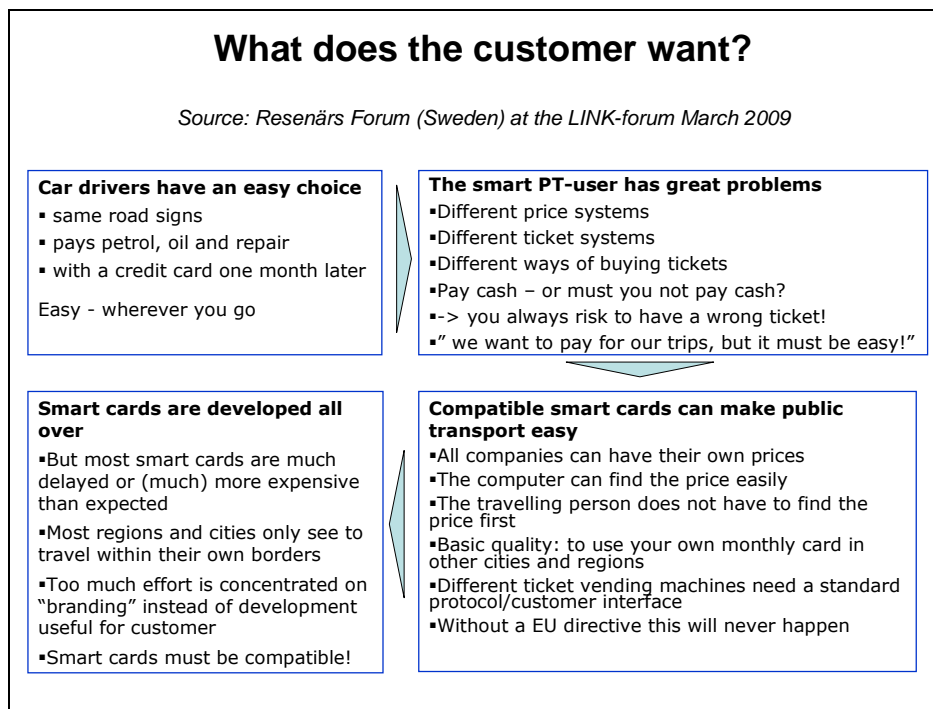 What does the customer want?
Source: Resenärs Forum (Sweden) at the LINK-forum March 2009
Car drivers have an easy choice
▪ same road signs
▪ pays petrol, oil and repair
▪ with a credit card one month later
Easy - wherever you go
The smart PT-user has great problems
▪Different price systems
▪Different ticket systems
▪Different ways of buying tickets
▪Pay cash – or must you not pay cash?
▪-> you always risk to have a wrong ticket!
▪” we want to pay for our trips, but it must be easy!”
Compatible smart cards can make public
transport easy
▪All companies can have their own prices
▪The computer can find the price easily
▪The travelling person does not have to find the
price first
▪Basic quality: to use your own monthly card in
other cities and regions
▪Different ticket vending machines need a standard
protocol/customer interface
▪Without a EU directive this will never happen
Smart cards are developed all
over
▪But most smart cards are much
delayed or (much) more expensive
than expected
▪Most regions and cities only see to
travel within their own borders
▪Too much effort is concentrated on
“branding” instead of development
useful for customer
▪Smart cards must be compatible!